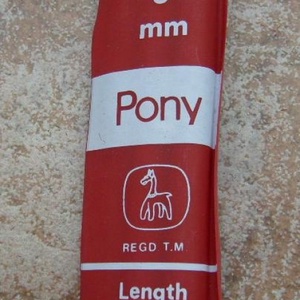 mm
Pony
REGD. T.M
Length